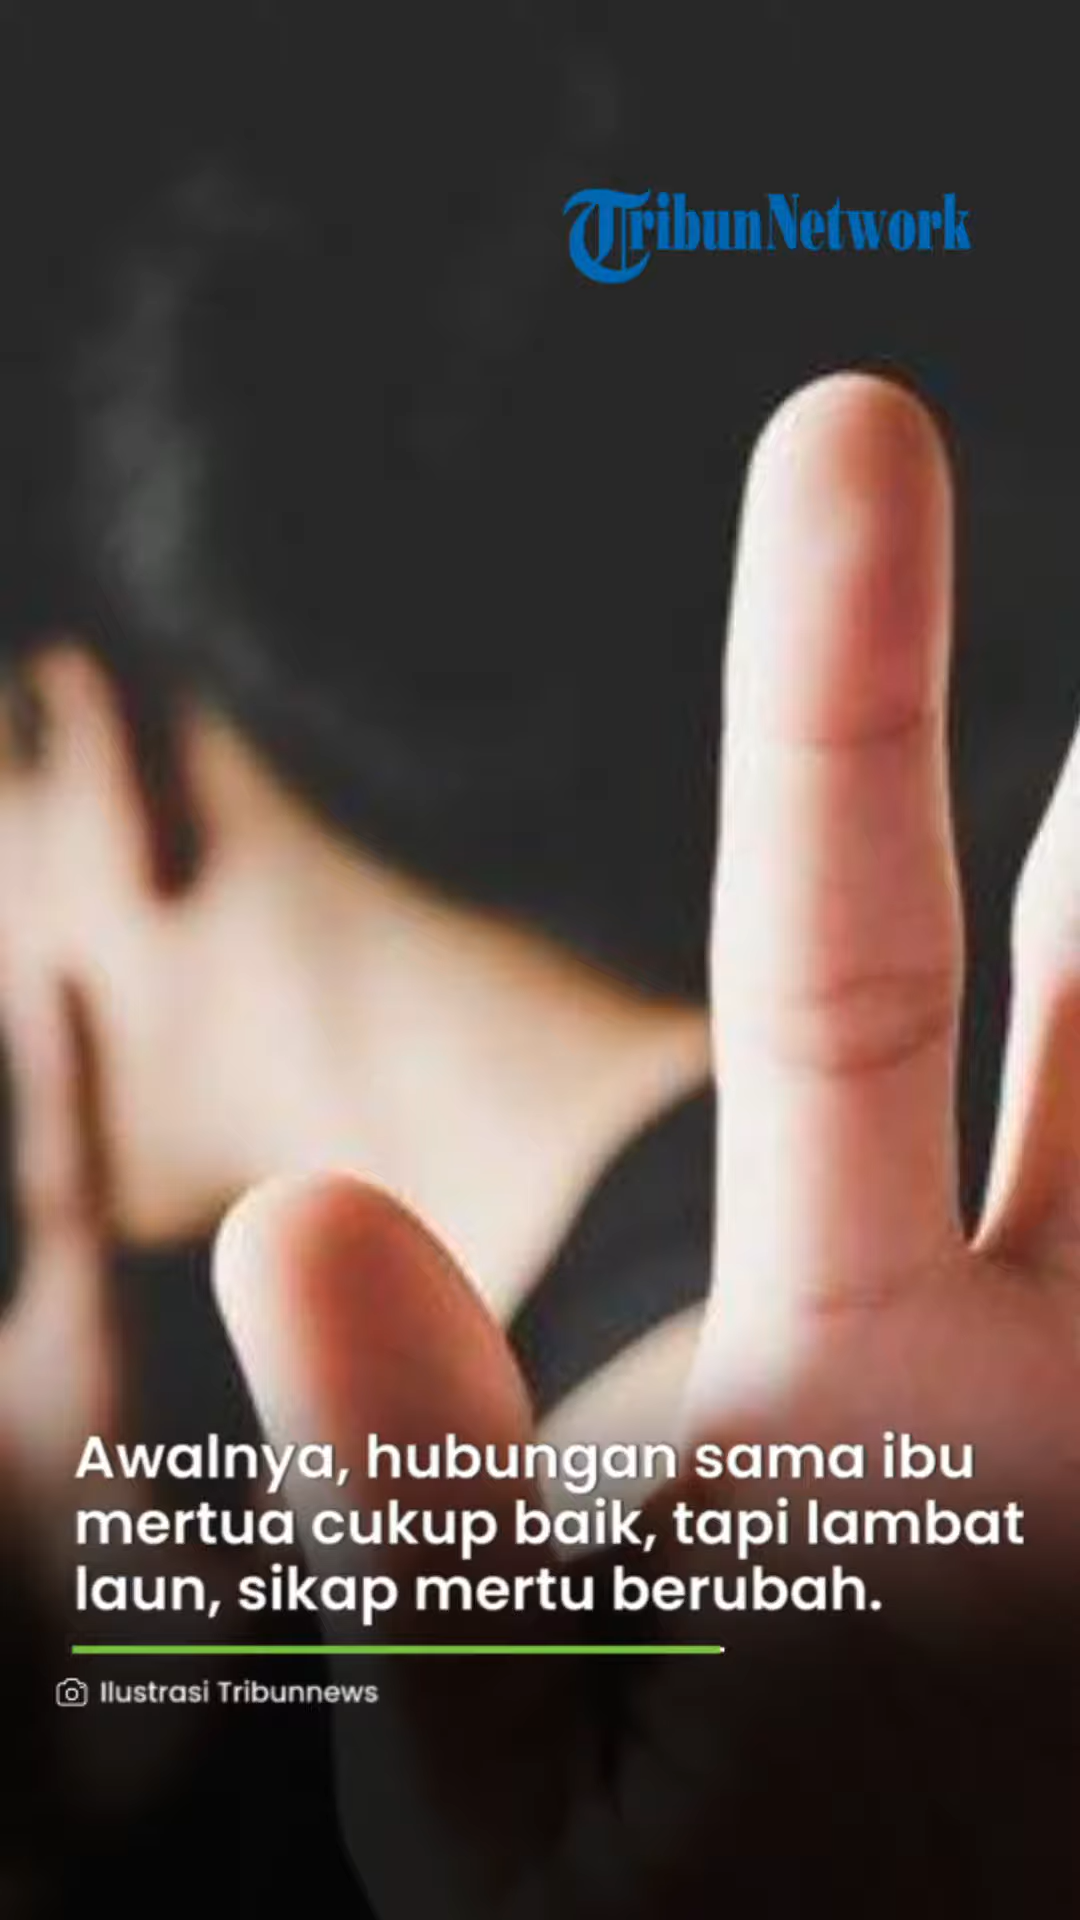 TribunNetwork
Awalnya, hubungan sama ibu
mertua cukup baik, tapi lambat
laun, sikap mertu berubah.
Ilustrasi Tribunnews